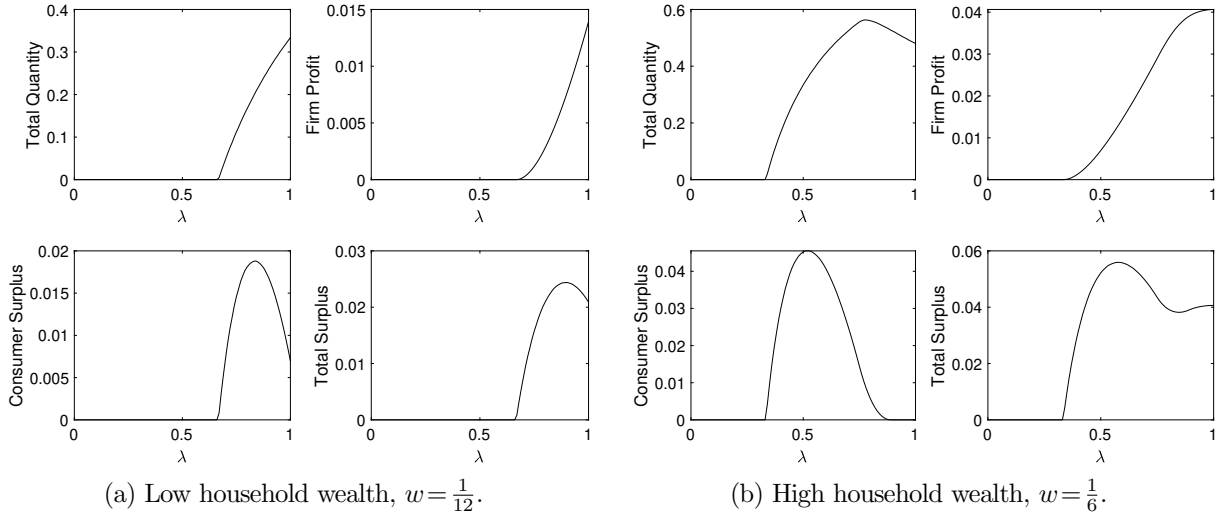 Total Quantity
0.4
0.3
0.2
0.1
0
0 0.5 1
λ
Firm Profit
0.015
0.01
0.005
0
0 0.5 1
λ
Consumer Surplus
0.02
0.015
0.01
0.005
0
0 0.5 1
λ
Total Surplus
0.03
0.02
0.01
0
0 0.5 1
λ
(a) Low household wealth, w = 1/12.
Total Quantity
0.6
0.4
0.2
0
0 0.5 1
λ
Firm Profit
0.04
0.03
0.02
0.01
0
0 0.5 1
λ
Consumer Surplus
0.04
0.03
0.02
0.01
0
0 0.5 1
λ
Total Surplus
0.06
0.04
0.02
0
0 0.5 1
λ
(b) High household wealth, w = 1/6.